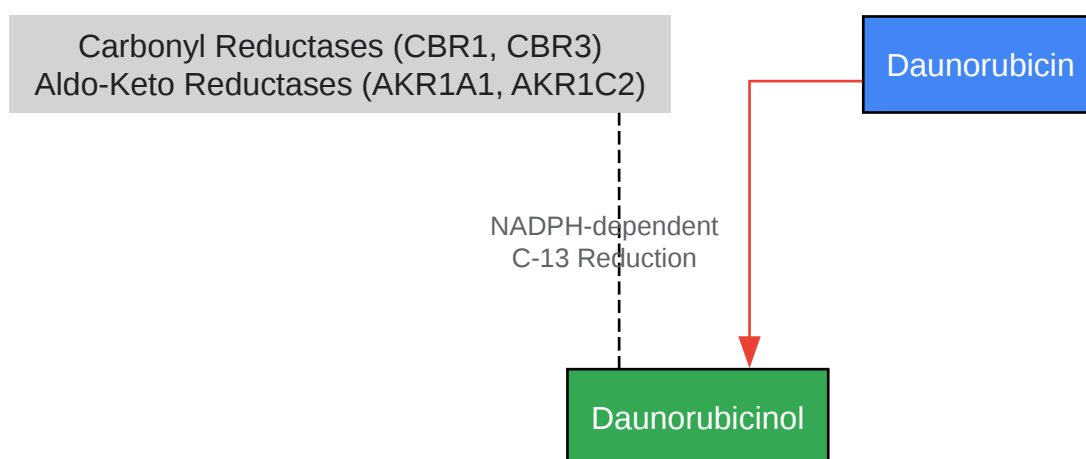 Carbonyl Reductases (CBR1, CBR3)
Aldo-Keto Reductases (AKR1A1, AKR1C2)
Daunorubicin
NADPH-dependent
C-13 Reduction
Daunorubicinol